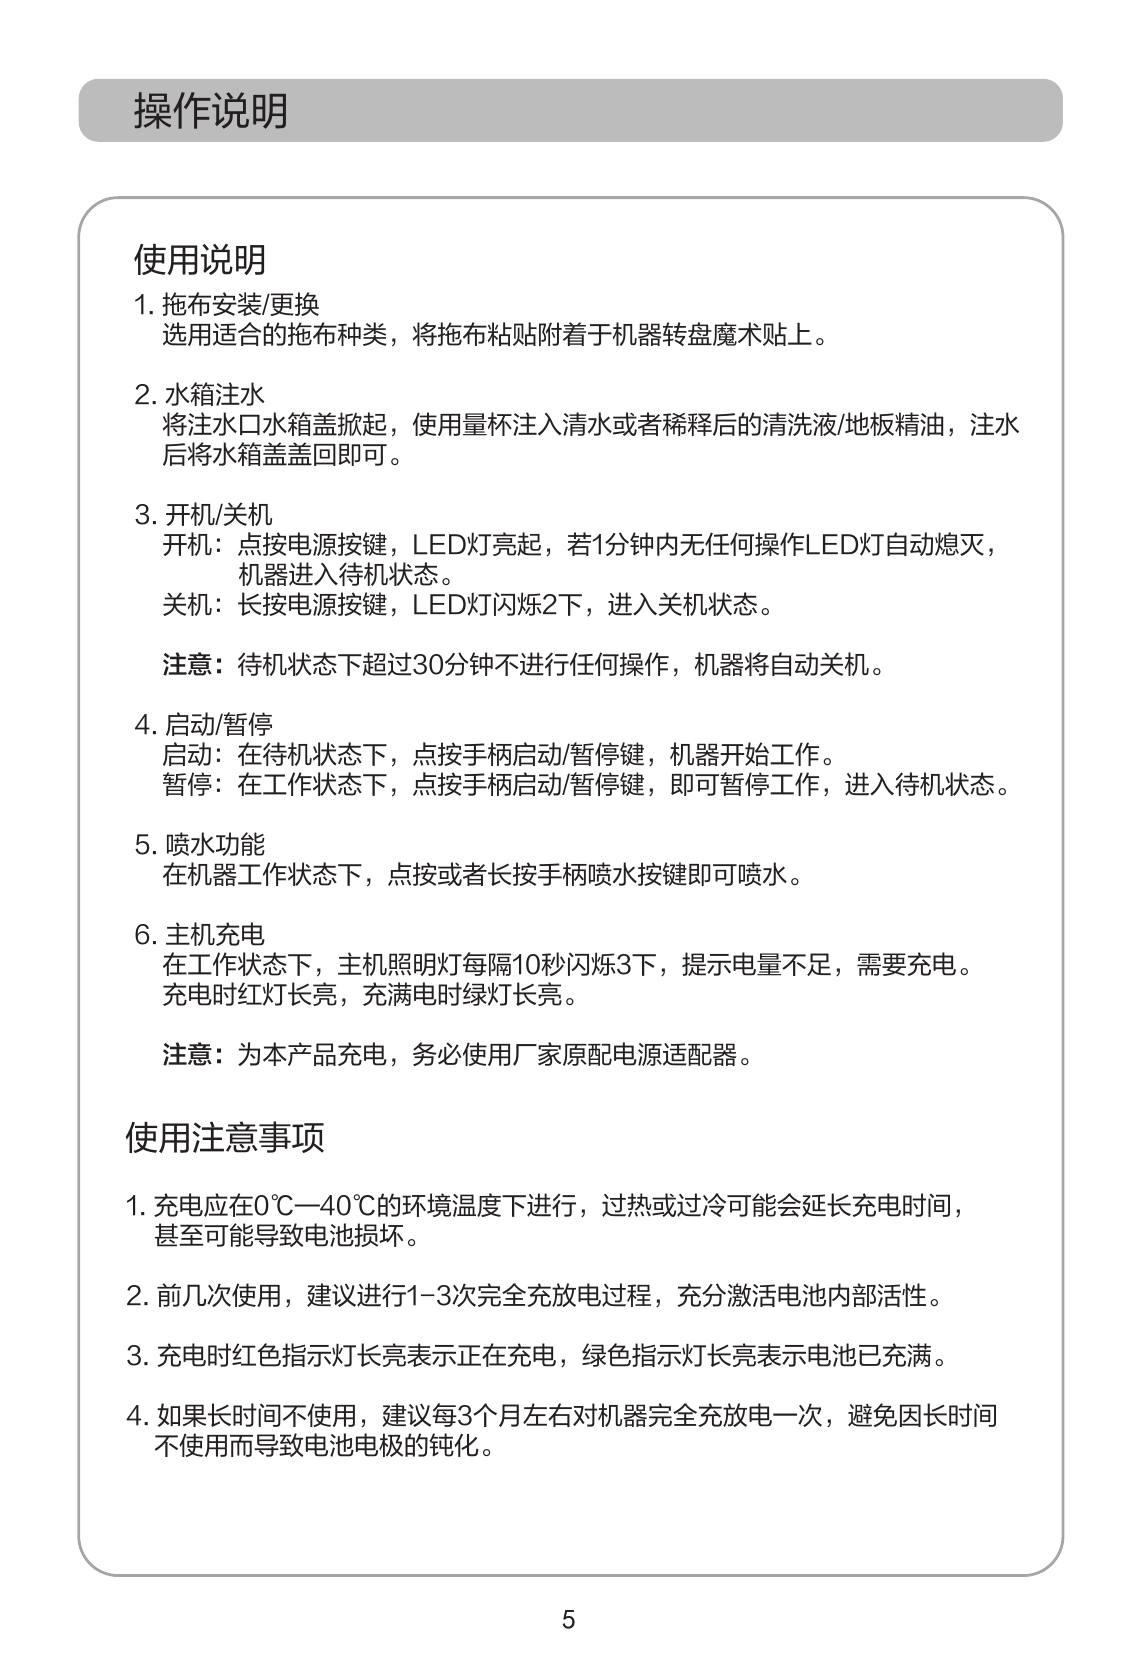 操作说明
使用说明
1. 拖布安装/更换
选用适合的拖布种类，将拖布粘贴附着于机器转盘魔术贴上。
2. 水箱注水
将注水口水箱盖掀起，使用量杯注入清水或者稀释后的清洗液/地板精油，注水
后将水箱盖盖回即可。
3. 开机/关机
开机：点按电源按键，LED灯亮起，若1分钟内无任何操作LED灯自动熄灭，
机器进入待机状态。
关机：长按电源按键，LED灯闪烁2下，进入关机状态。
注意：待机状态下超过30分钟不进行任何操作，机器将自动关机。
4. 启动/暂停
启动：在待机状态下，点按手柄启动/暂停键，机器开始工作。
暂停：在工作状态下，点按手柄启动/暂停键，即可暂停工作，进入待机状态。
5. 喷水功能
在机器工作状态下，点按或者长按手柄喷水按键即可喷水。
6. 主机充电
在工作状态下，主机照明灯每隔10秒闪烁3下，提示电量不足，需要充电。
充电时红灯长亮，充满电时绿灯长亮。
注意：为本产品充电，务必使用厂家原配电源适配器。
使用注意事项
1. 充电应在0℃—40℃的环境温度下进行，过热或过冷可能会延长充电时间，
甚至可能导致电池损坏。
2. 前几次使用，建议进行1-3次完全充放电过程，充分激活电池内部活性。
3. 充电时红色指示灯长亮表示正在充电，绿色指示灯长亮表示电池已充满。
4. 如果长时间不使用，建议每3个月左右对机器完全充放电一次，避免因长时间
不使用而导致电池电极的钝化。
5